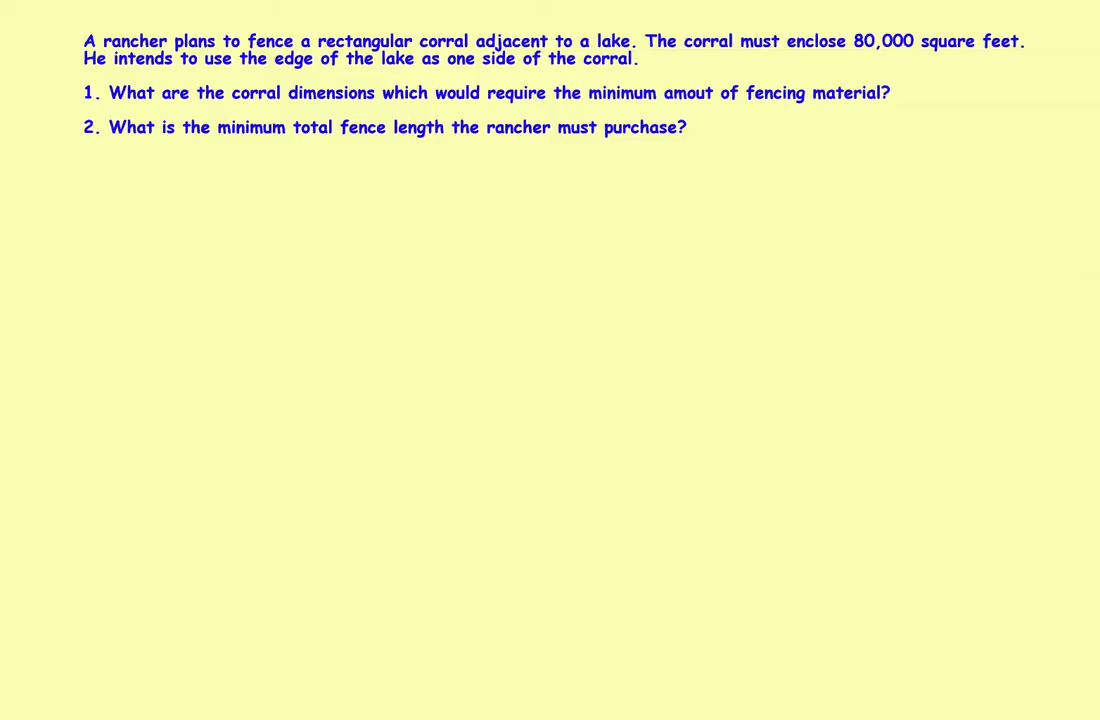 A rancher plans to fence a rectangular corral adjacent to a lake. The corral must enclose 80,000 square feet.
He intends to use the edge of the lake as one side of the corral.
1. What are the corral dimensions which would require the minimum amout of fencing material?
2. What is the minimum total fence length the rancher must purchase?